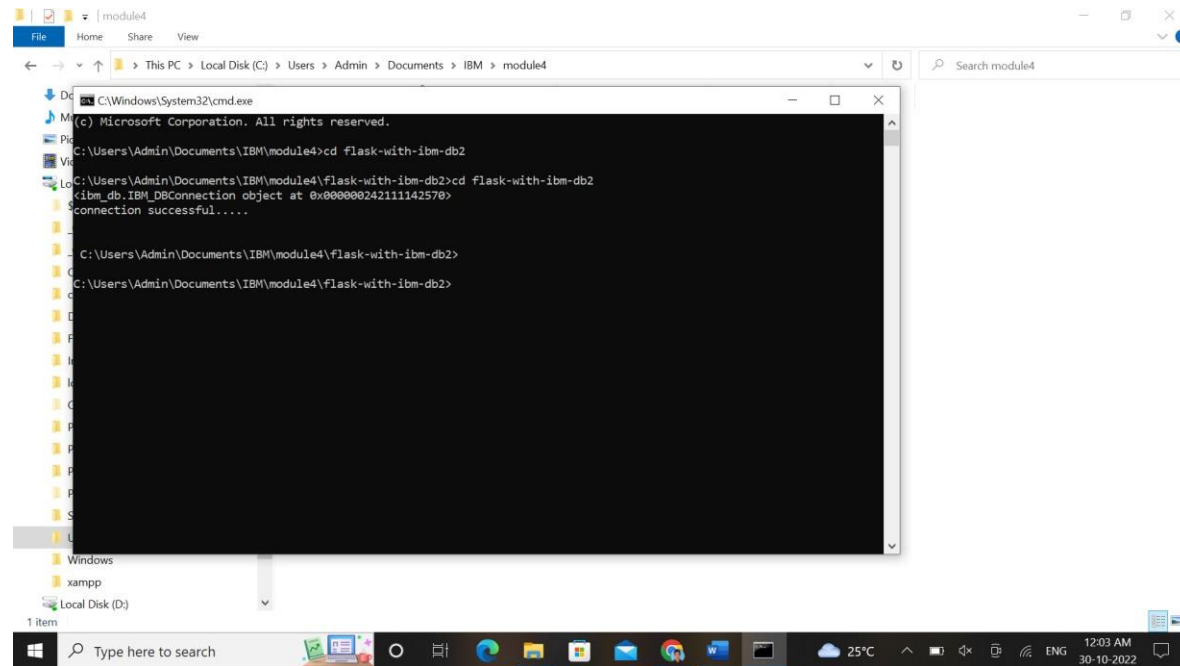 module4
File Home Share View
This PC > Local Disk (C:) > Users > Admin > Documents > IBM > module4
Search module4
C:\Windows\System32\cmd.exe
(c) Microsoft Corporation. All rights reserved.
C:\Users\Admin\Documents\IBM\module4>cd flask-with-ibm-db2
C:\Users\Admin\Documents\IBM\module4\flask-with-ibm-db2>cd flask-with-ibm-db2
<ibm_db.IBM_DBConnection object at 0x000000242111142570>
connection successful.....
C:\Users\Admin\Documents\IBM\module4\flask-with-ibm-db2>
C:\Users\Admin\Documents\IBM\module4\flask-with-ibm-db2>
Windows
xampp
Local Disk (D:)
1 item
Type here to search
25°C
ENG
12:03 AM
30-10-2022